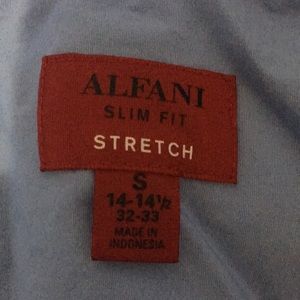 ALFANI
SLIM FIT
STRETCH
S
14-14½
32-33
MADE IN
INDONESIA